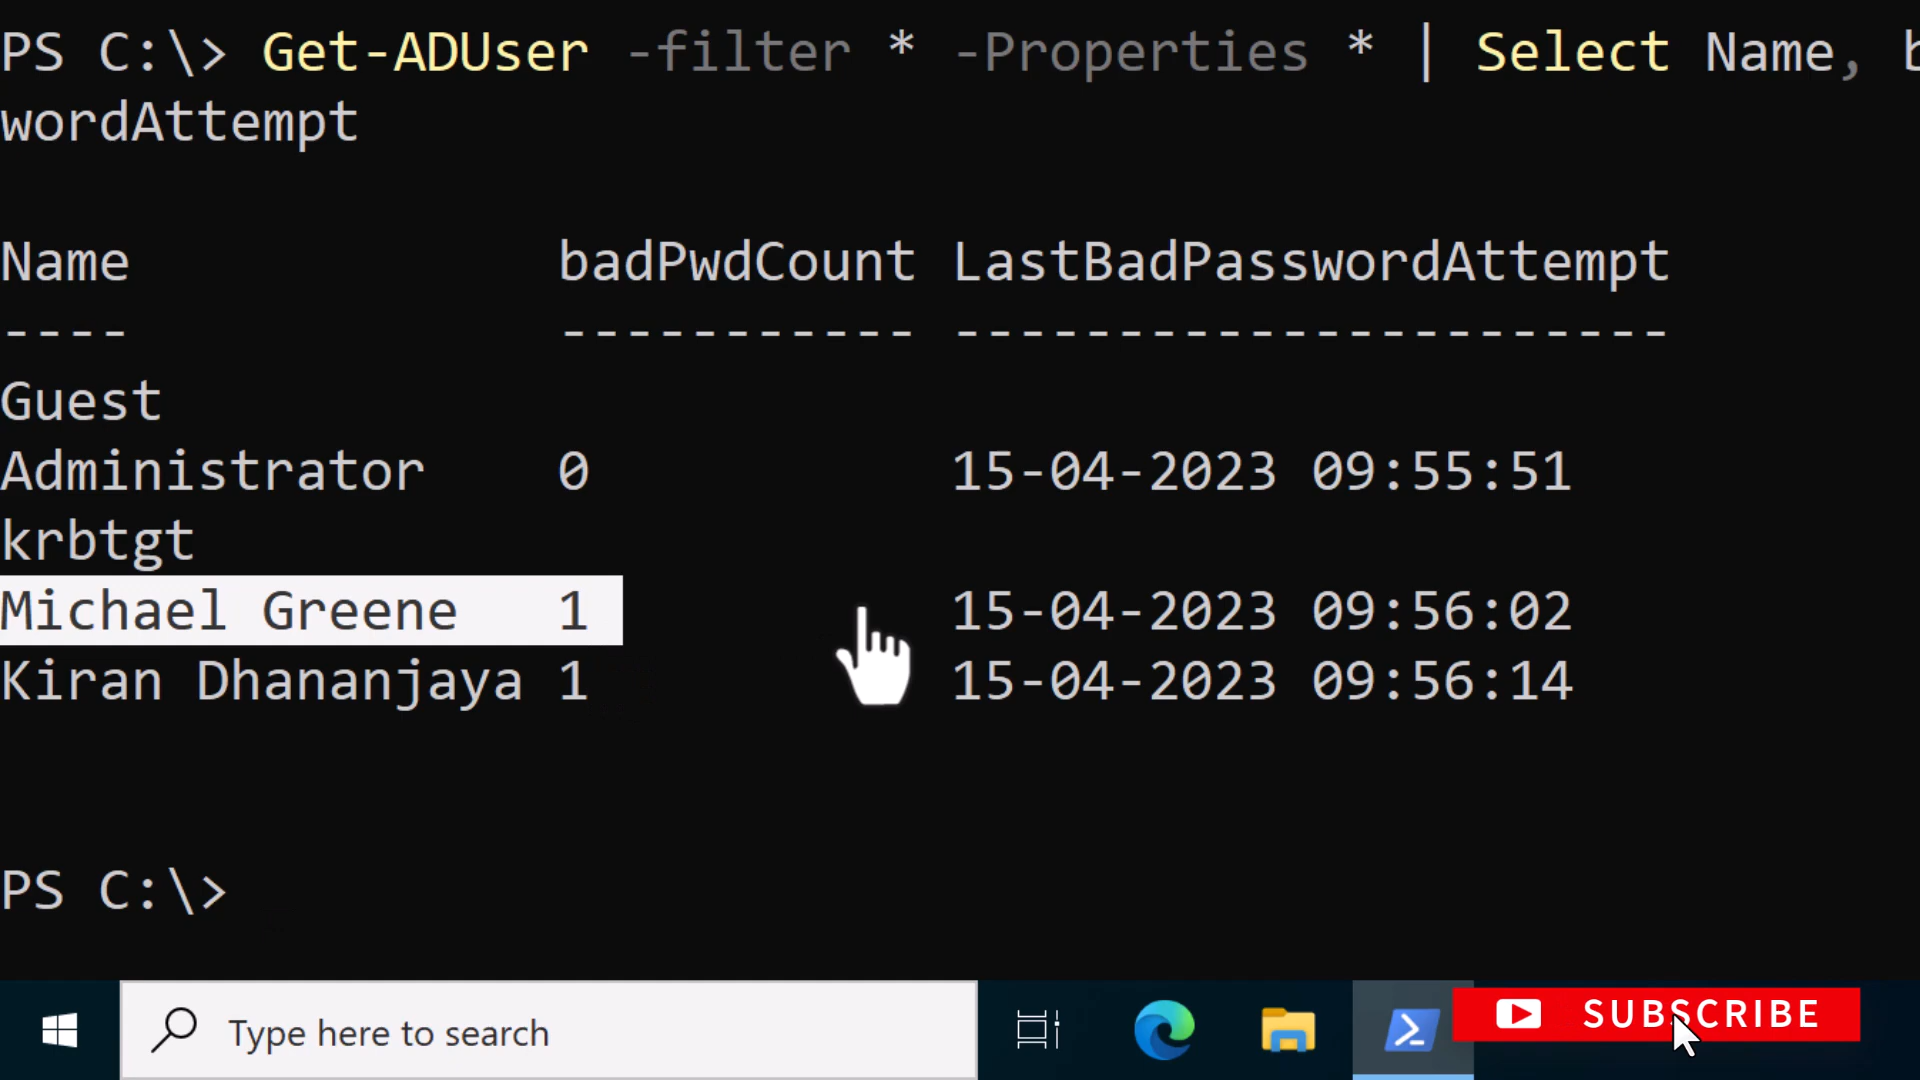 PS C:\> Get-ADUser -filter * -Properties * | Select Name, b
wordAttempt
Name badPwdCount LastBadPasswordAttempt
---- ----------- ----------------------
Guest
Administrator 0 15-04-2023 09:55:51
krbtgt
Michael Greene 1 15-04-2023 09:56:02
Kiran Dhananjaya 1 15-04-2023 09:56:14
PS C:\>
Type here to search
SUBSCRIBE